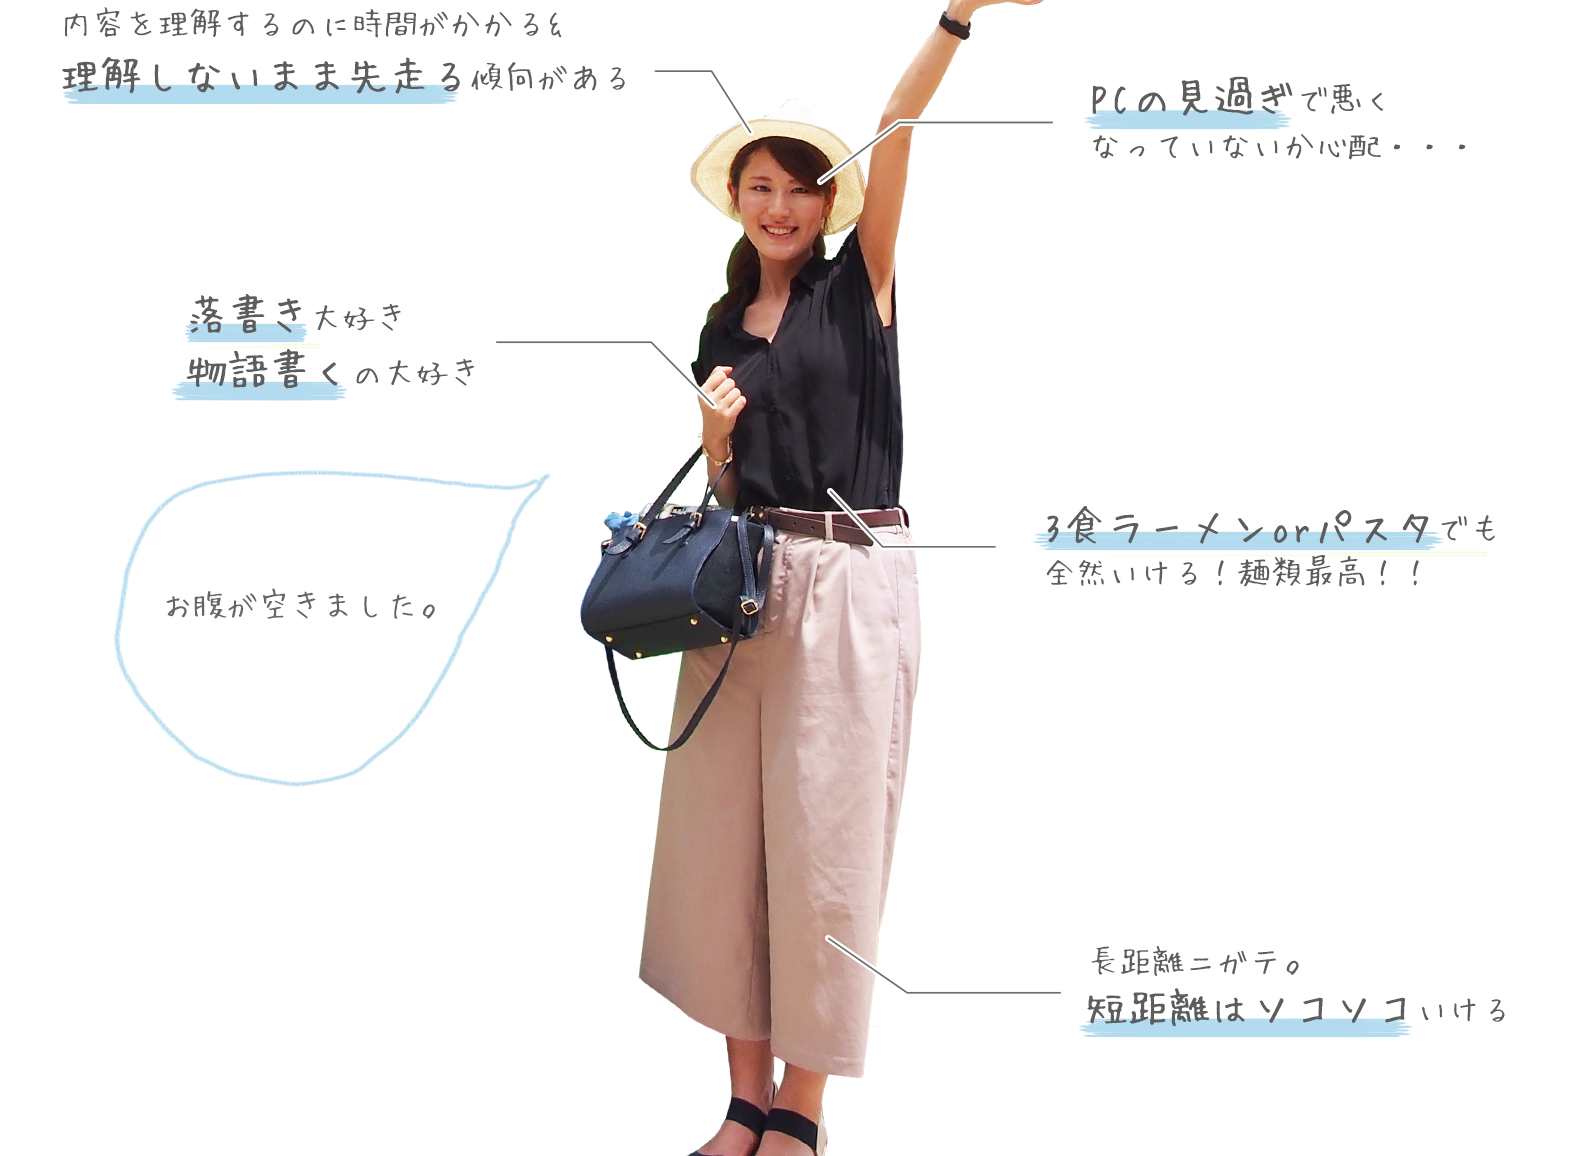 内容を理解するのに時間がかかる&
理解しないまま先走る傾向がある
PCの見過ぎで悪く
なっていないか心配・・・
落書き大好き
物語書くの大好き
お腹が空きました。
3食ラーメンorパスタでも
全然いける！麺類最高！！
長距離ニガテ。
短距離はソコソコいける